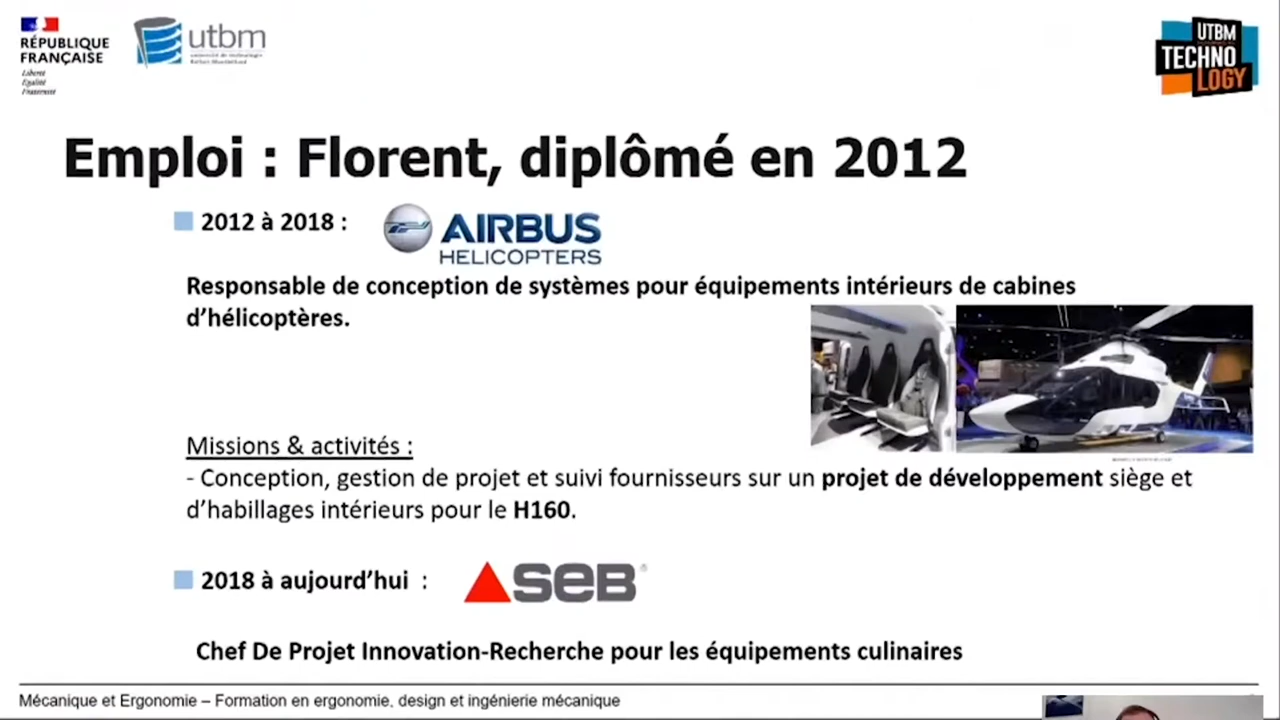 RÉPUBLIQUE
FRANÇAISE
Liberté
Égalité
Fraternité
utbm
université de technologie
Belfort-Montbéliard
UTBM
TECHNO
LOGY
Emploi : Florent, diplômé en 2012
2012 à 2018 :
AIRBUS
HELICOPTERS
Responsable de conception de systèmes pour équipements intérieurs de cabines
d’hélicoptères.
Missions & activités :
- Conception, gestion de projet et suivi fournisseurs sur un projet de développement siège et
d’habillages intérieurs pour le H160.
2018 à aujourd’hui :
SEB®
Chef De Projet Innovation-Recherche pour les équipements culinaires
Mécanique et Ergonomie – Formation en ergonomie, design et ingénierie mécanique